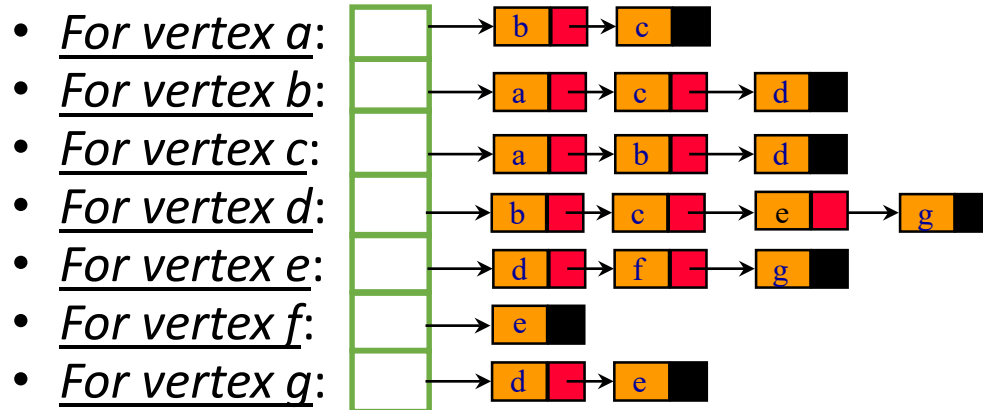 • For vertex a: b c
• For vertex b: a c d
• For vertex c: a b d
• For vertex d: b c e g
• For vertex e: d f g
• For vertex f: e
• For vertex g: d e